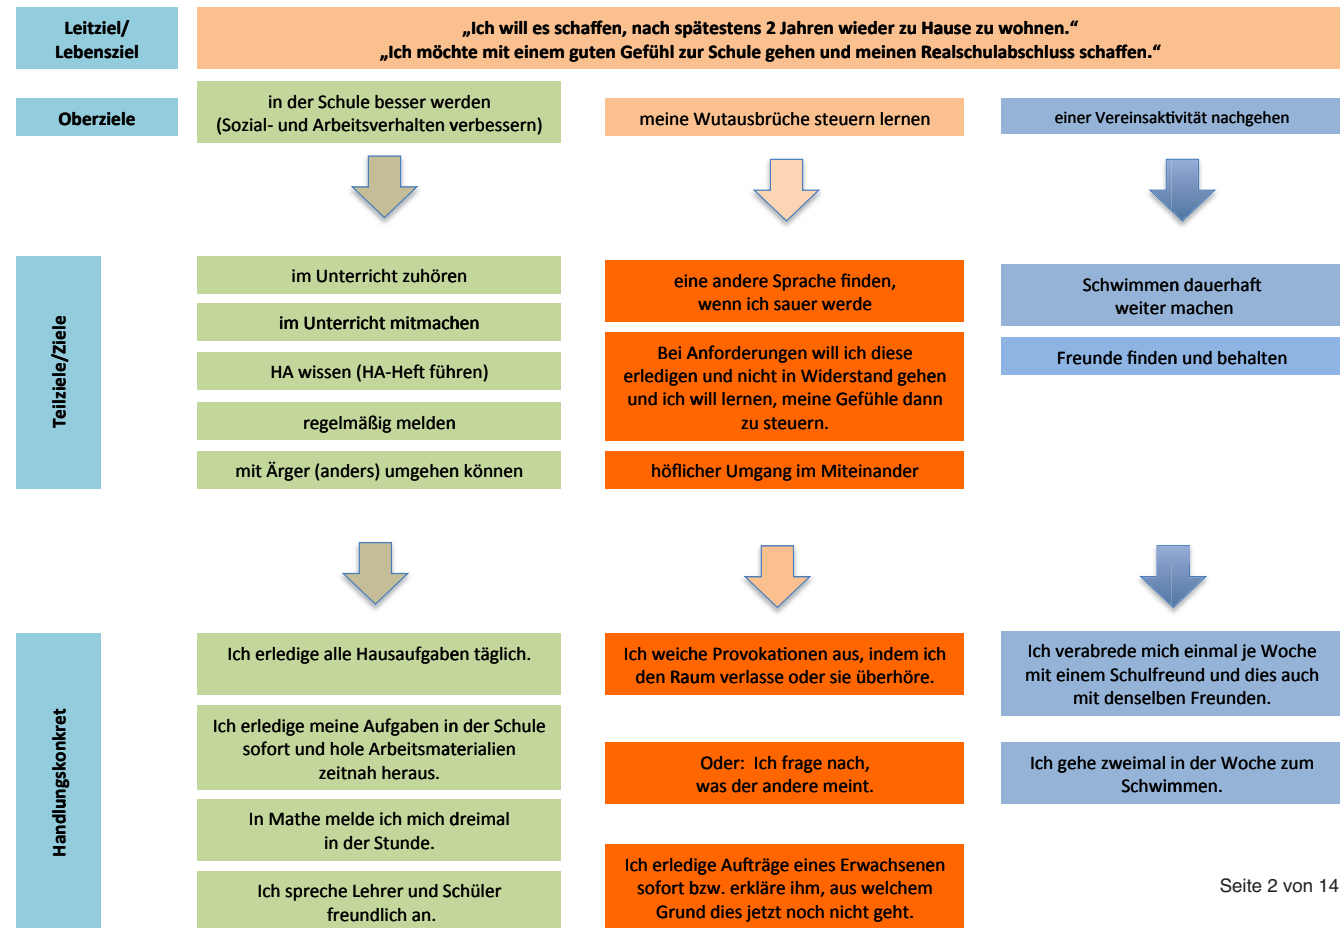 Leitziel/
Lebensziel
„Ich will es schaffen, nach spätestens 2 Jahren wieder zu Hause zu wohnen.“
„Ich möchte mit einem guten Gefühl zur Schule gehen und meinen Realschulabschluss schaffen.“
Oberziele
in der Schule besser werden
(Sozial- und Arbeitsverhalten verbessern)
meine Wutausbrüche steuern lernen
einer Vereinsaktivität nachgehen
Teilziele/Ziele
im Unterricht zuhören
im Unterricht mitmachen
HA wissen (HA-Heft führen)
regelmäßig melden
mit Ärger (anders) umgehen können
eine andere Sprache finden,
wenn ich sauer werde
Bei Anforderungen will ich diese
erledigen und nicht in Widerstand gehen
und ich will lernen, meine Gefühle dann
zu steuern.
höflicher Umgang im Miteinander
Schwimmen dauerhaft
weiter machen
Freunde finden und behalten
Handlungskonkret
Ich erledige alle Hausaufgaben täglich.
Ich erledige meine Aufgaben in der Schule
sofort und hole Arbeitsmaterialien
zeitnah heraus.
In Mathe melde ich mich dreimal
in der Stunde.
Ich spreche Lehrer und Schüler
freundlich an.
Ich weiche Provokationen aus, indem ich
den Raum verlasse oder sie überhöre.
Oder: Ich frage nach,
was der andere meint.
Ich erledige Aufträge eines Erwachsenen
sofort bzw. erkläre ihm, aus welchem
Grund dies jetzt noch nicht geht.
Ich verabrede mich einmal je Woche
mit einem Schulfreund und dies auch
mit denselben Freunden.
Ich gehe zweimal in der Woche zum
Schwimmen.
Seite 2 von 14